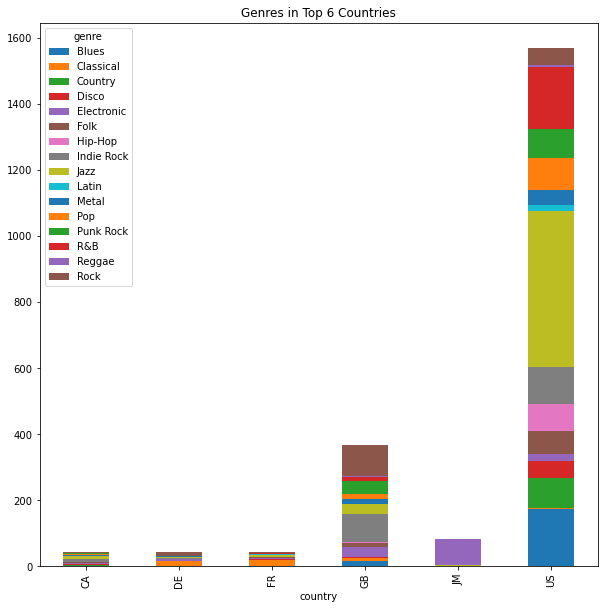 Genres in Top 6 Countries
genre
Blues
Classical
Country
Disco
Electronic
Folk
Hip-Hop
Indie Rock
Jazz
Latin
Metal
Pop
Punk Rock
R&B
Reggae
Rock
1600
1400
1200
1000
800
600
400
200
0
CA
DE
FR
GB
JM
US
country